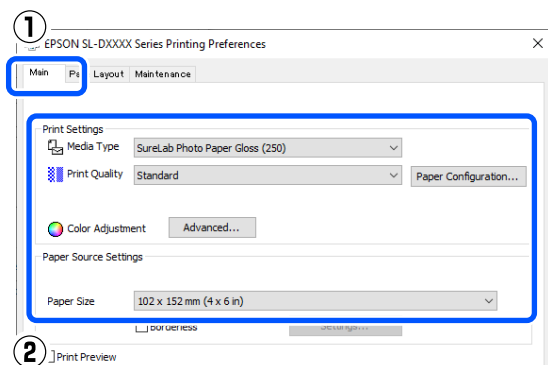 1
EPSON SL-DXXXX Series Printing Preferences
Main Layout Maintenance
Print Settings
Media Type SureLab Photo Paper Gloss (250)
Print Quality Standard Paper Configuration...
Color Adjustment Advanced...
Paper Source Settings
Paper Size 102 x 152 mm (4 x 6 in)
Borderless Settings...
2
Print Preview